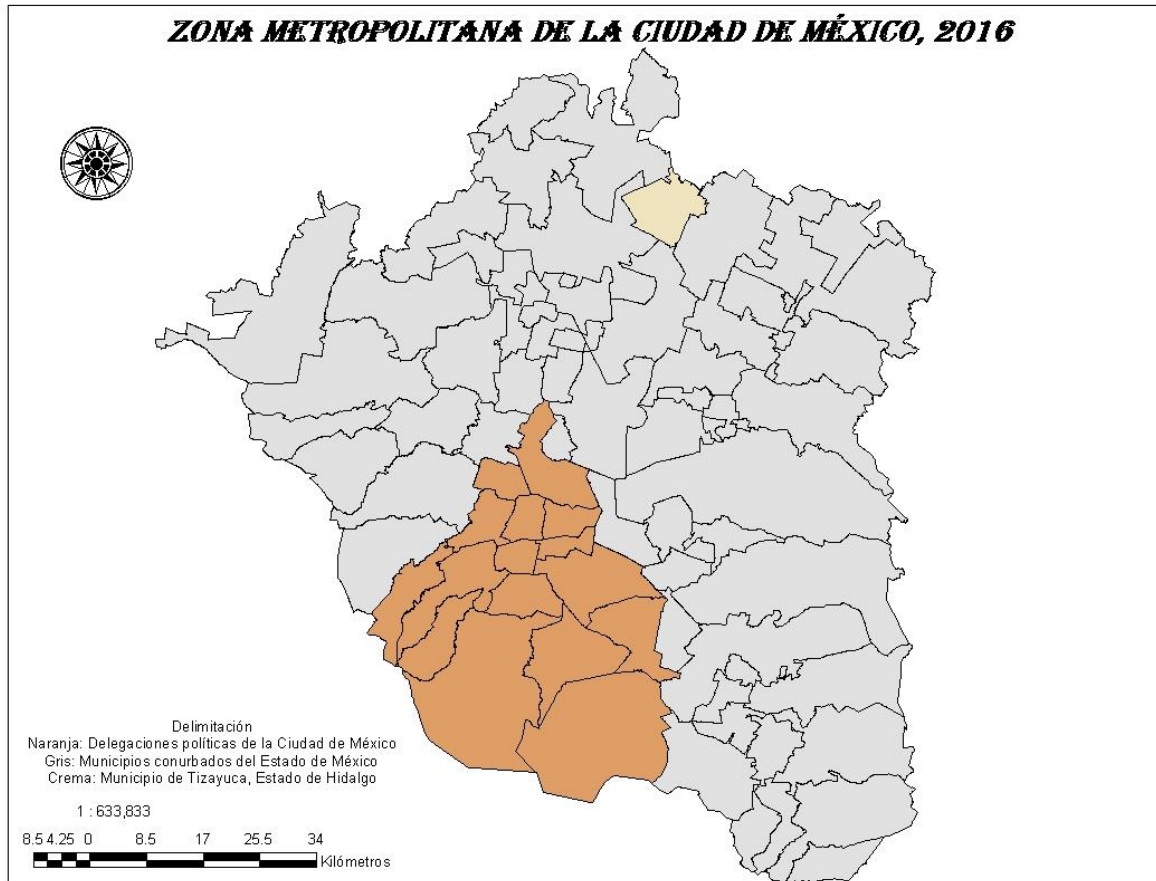 ZONA METROPOLITANA DE LA CIUDAD DE MÉXICO, 2016
Delimitación
Naranja: Delegaciones políticas de la Ciudad de México
Gris: Municipios conurbados del Estado de México
Crema: Municipio de Tizayuca, Estado de Hidalgo
1 : 633,833
8.5 4.25 0 8.5 17 25.5 34
Kilómetros